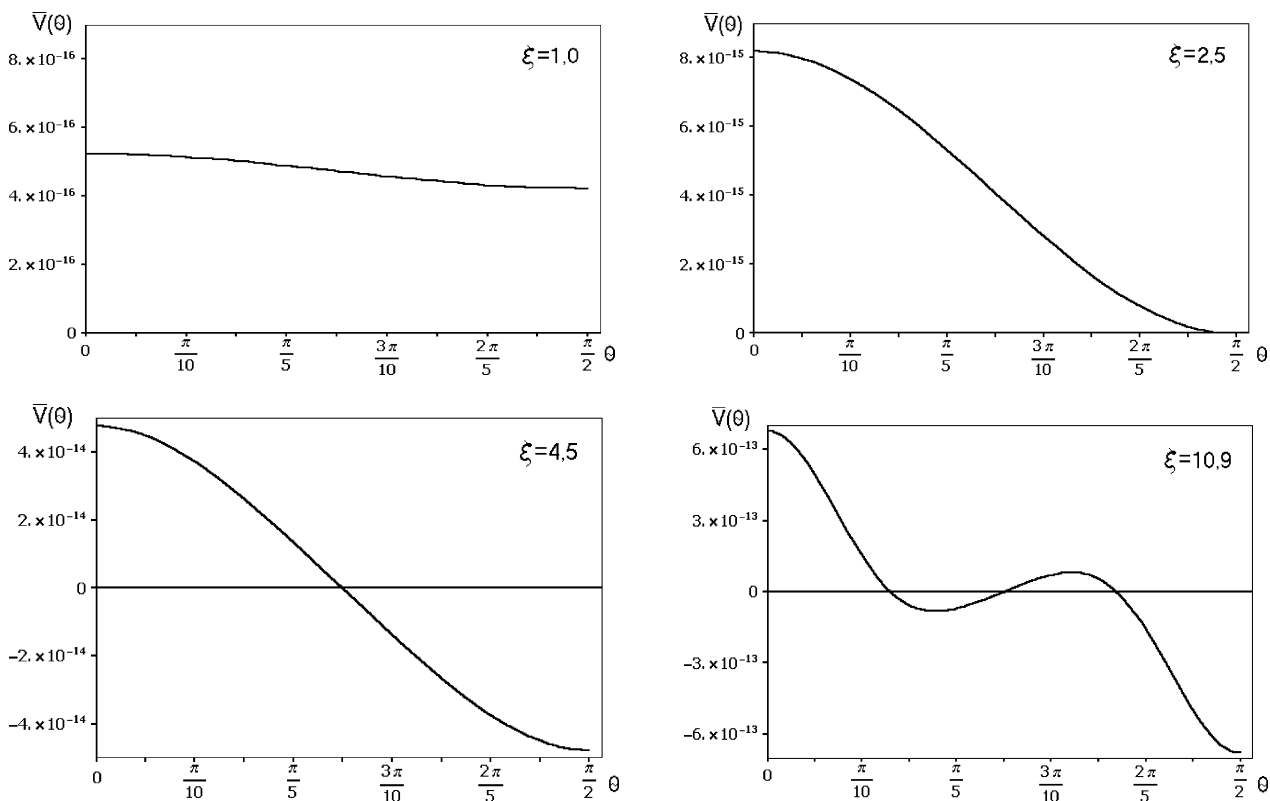 V̅(θ)
ξ=1,0
8.×10⁻¹⁶
6.×10⁻¹⁶
4.×10⁻¹⁶
2.×10⁻¹⁶
0
0 π/10 π/5 3π/10 2π/5 π/2 θ
V̅(θ)
ξ=2,5
8.×10⁻¹⁵
6.×10⁻¹⁵
4.×10⁻¹⁵
2.×10⁻¹⁵
0
0 π/10 π/5 3π/10 2π/5 π/2 θ
V̅(θ)
ξ=4,5
4.×10⁻¹⁴
2.×10⁻¹⁴
0
−2.×10⁻¹⁴
−4.×10⁻¹⁴
0 π/10 π/5 3π/10 2π/5 π/2 θ
V̅(θ)
ξ=10,9
6.×10⁻¹³
3.×10⁻¹³
0
−3.×10⁻¹³
−6.×10⁻¹³
0 π/10 π/5 3π/10 2π/5 π/2 θ